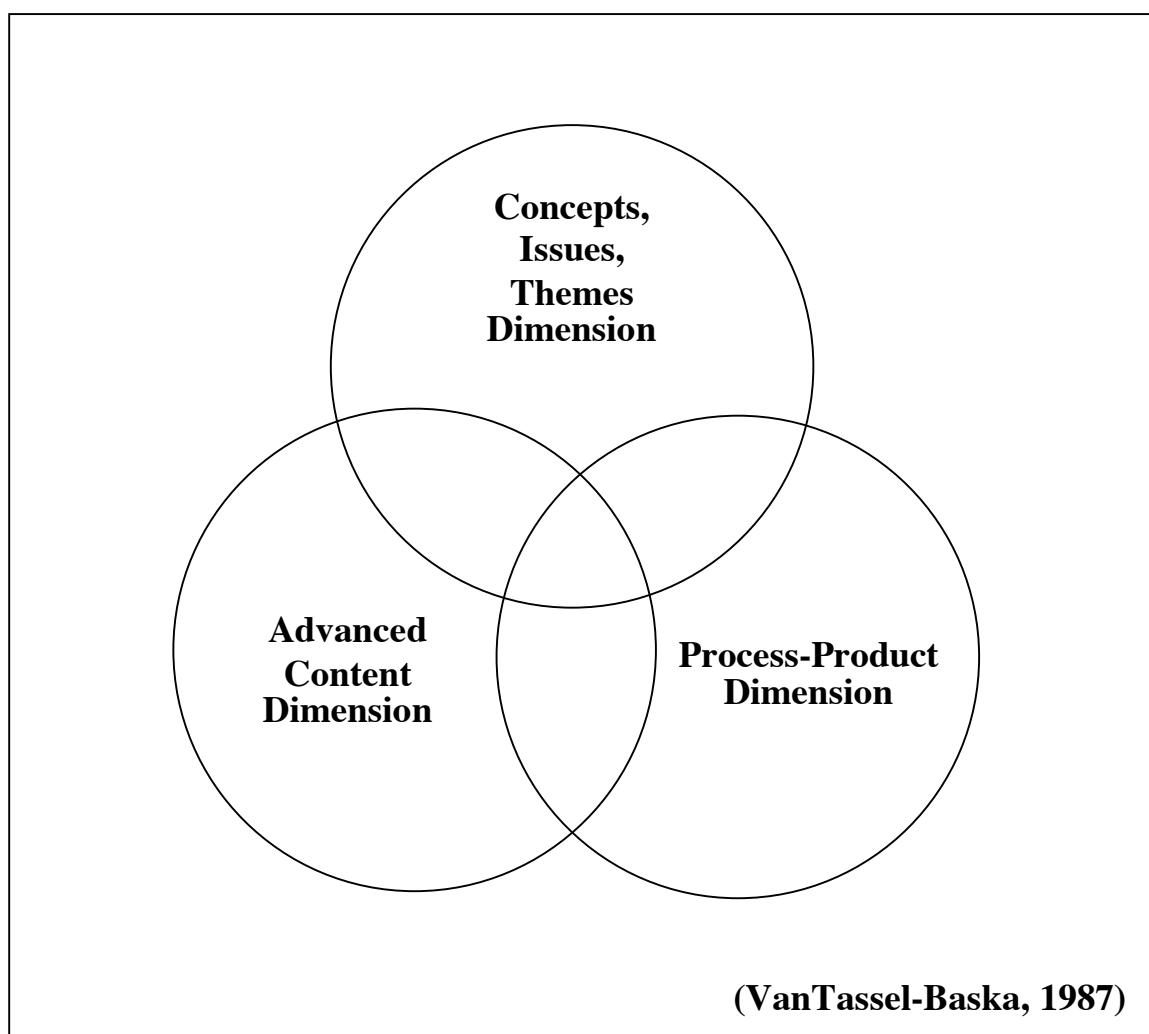 Concepts,
Issues,
Themes
Dimension
Advanced
Content
Dimension
Process-Product
Dimension
(VanTassel-Baska, 1987)